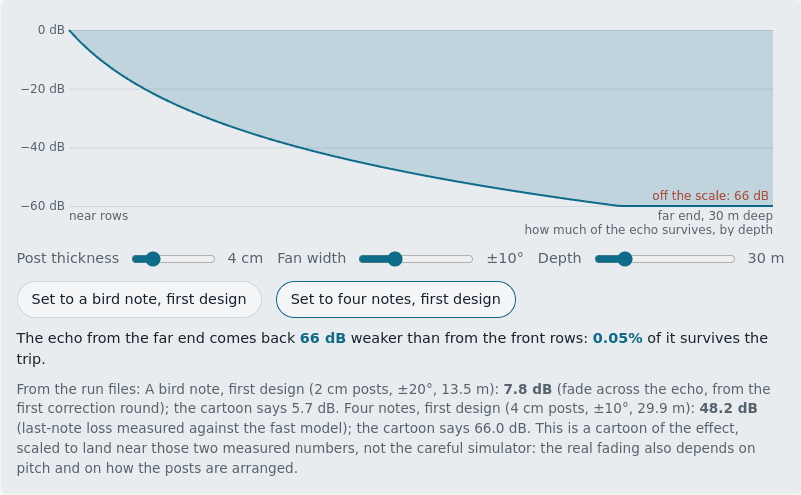 0 dB
−20 dB
−40 dB
−60 dB
off the scale: 66 dB
near rows
far end, 30 m deep
how much of the echo survives, by depth
Post thickness 4 cm Fan width ±10° Depth 30 m
Set to a bird note, first design Set to four notes, first design
The echo from the far end comes back 66 dB weaker than from the front rows: 0.05% of it survives the
trip.
From the run files: A bird note, first design (2 cm posts, ±20°, 13.5 m): 7.8 dB (fade across the echo, from the
first correction round); the cartoon says 5.7 dB. Four notes, first design (4 cm posts, ±10°, 29.9 m): 48.2 dB
(last-note loss measured against the fast model); the cartoon says 66.0 dB. This is a cartoon of the effect,
scaled to land near those two measured numbers, not the careful simulator: the real fading also depends on
pitch and on how the posts are arranged.